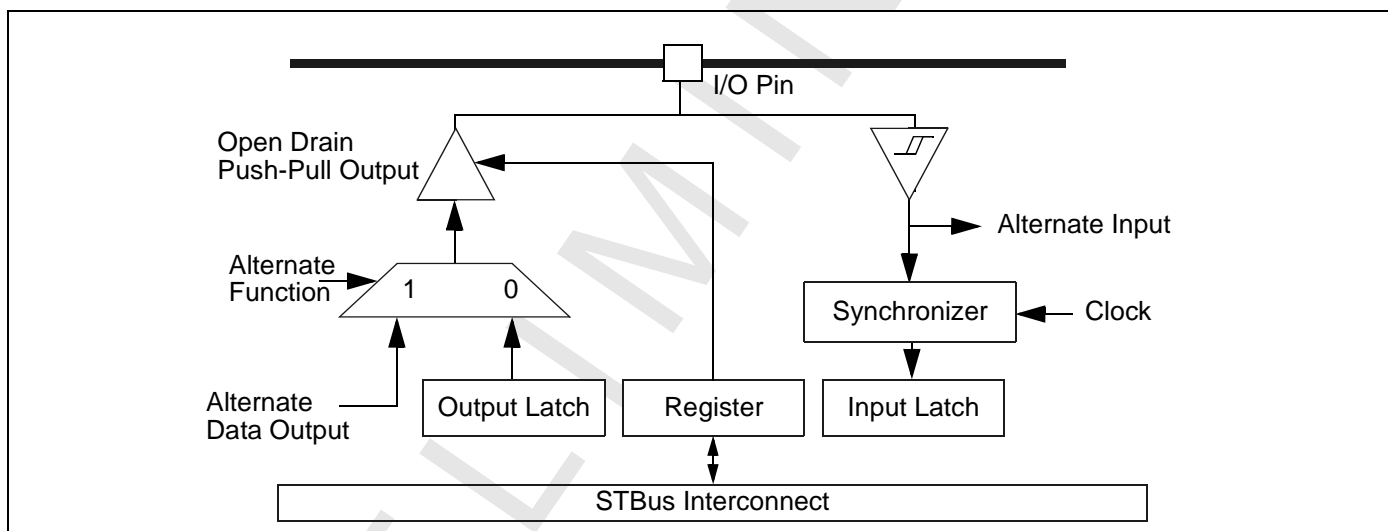 I/O Pin
Open Drain
Push-Pull Output
Alternate Input
Alternate
Function
1 0
Synchronizer
Clock
Alternate
Data Output
Output Latch
Register
Input Latch
STBus Interconnect
L I M I